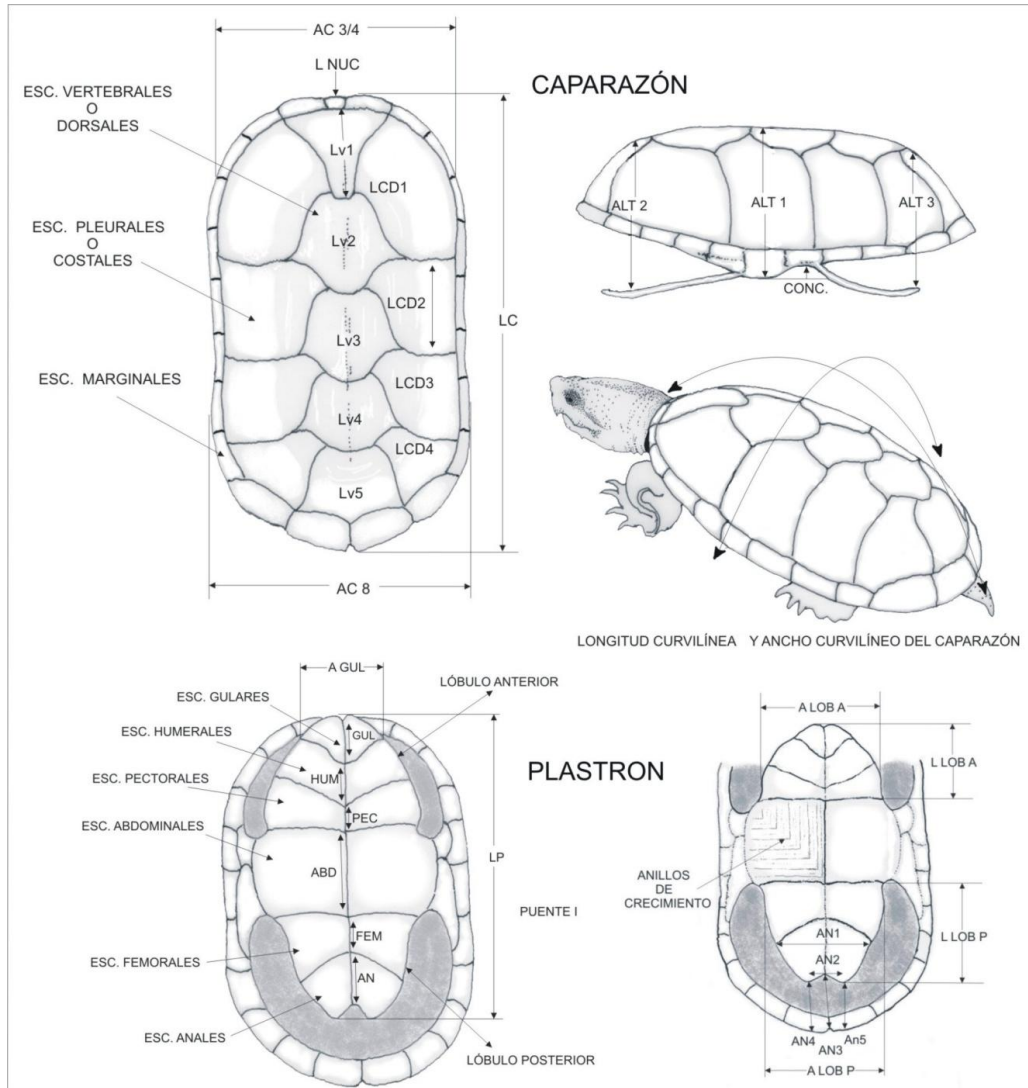 AC 3/4
L NUC
CAPARAZÓN
ESC. VERTEBRALES
O
DORSALES
Lv1
LCD1
Lv2
ESC. PLEURALES
O
COSTALES
LCD2
LC
Lv3
ESC. MARGINALES
LCD3
Lv4
LCD4
Lv5
AC 8
ALT 2
ALT 1
ALT 3
CONC.
LONGITUD CURVILÍNEA Y ANCHO CURVILÍNEO DEL CAPARAZÓN
A GUL
LÓBULO ANTERIOR
ESC. GULARES
GUL
ESC. HUMERALES
HUM
ESC. PECTORALES
PEC
ESC. ABDOMINALES
ABD
LP
FEM
ESC. FEMORALES
AN
ESC. ANALES
LÓBULO POSTERIOR
PLASTRON
PUENTE I
A LOB A
L LOB A
ANILLOS
DE
CRECIMIENTO
AN1
L LOB P
AN2
AN4
AN3
An5
A LOB P